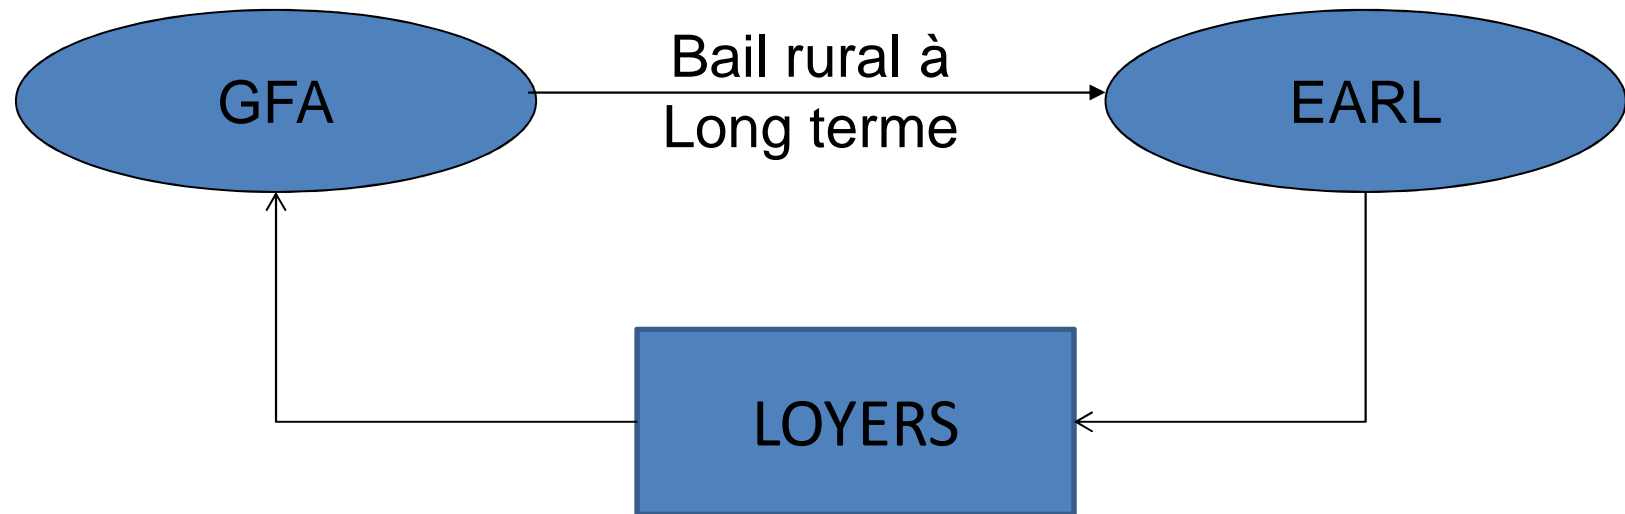 GFA
Bail rural à
Long terme
EARL
LOYERS